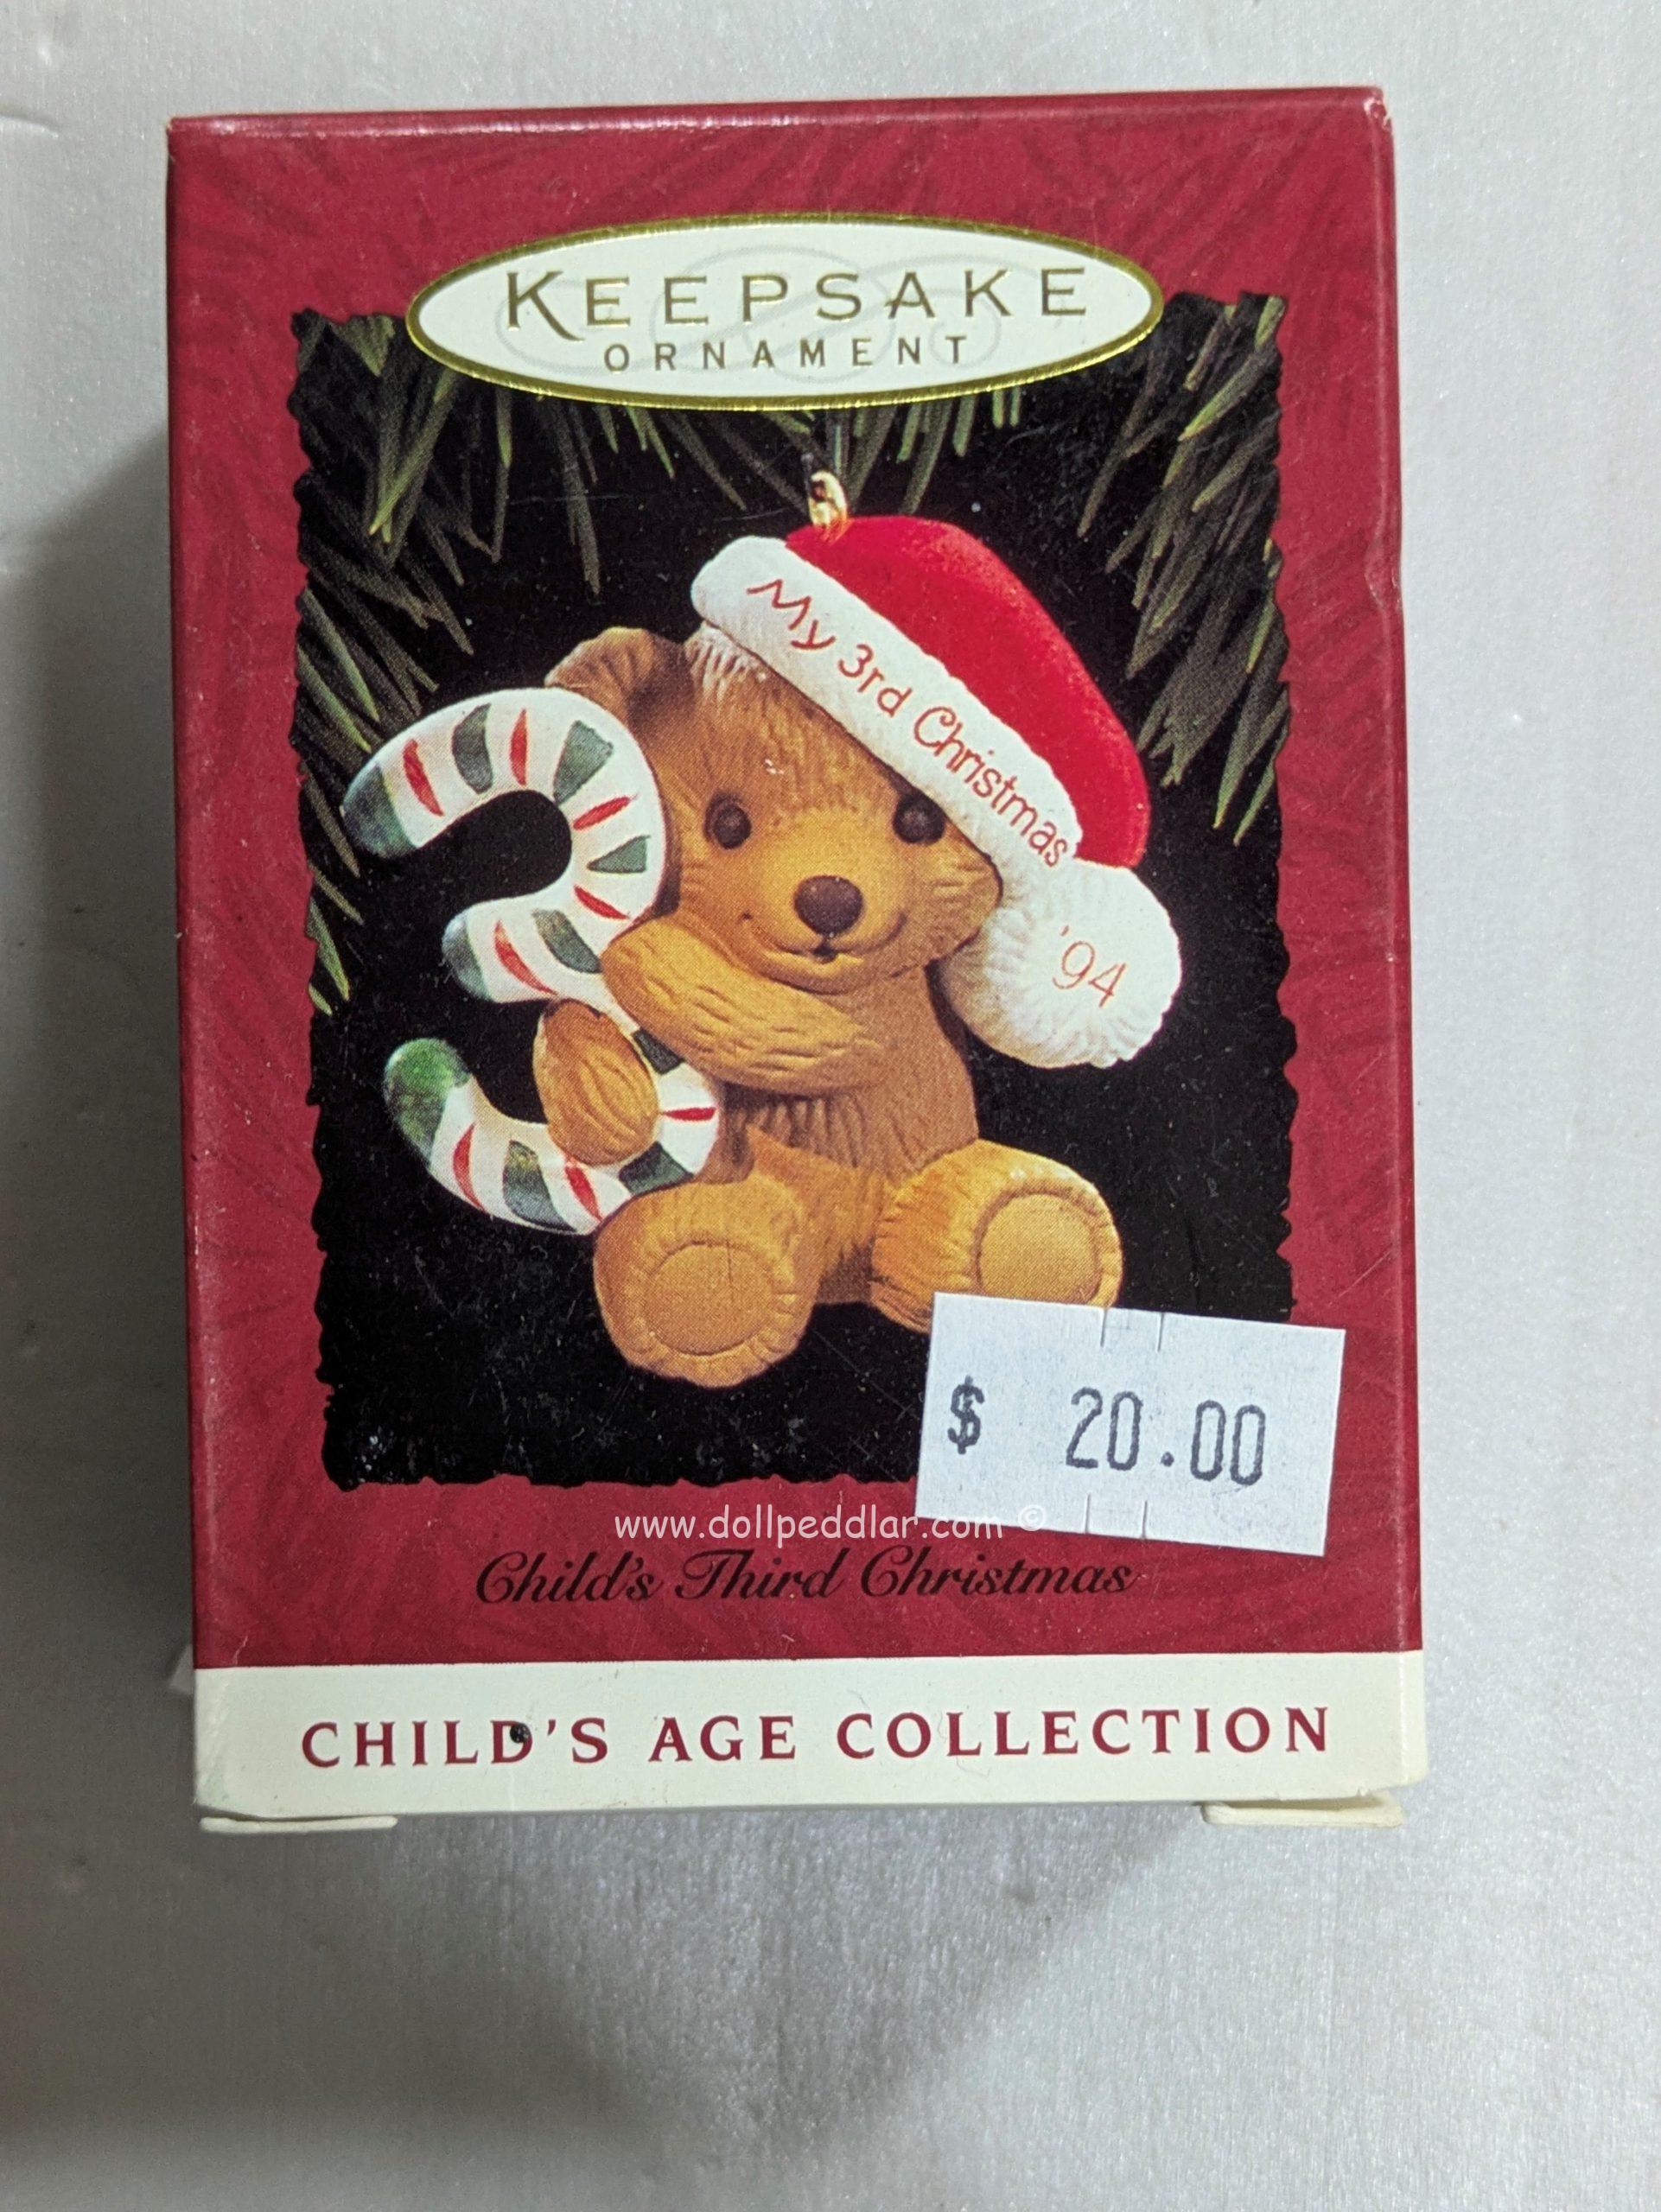 KEEPSAKE
ORNAMENT
My 3rd Christmas
'94
$ 20.00
www.dollpeddlar.com ©
Child's Third Christmas
CHILD'S AGE COLLECTION